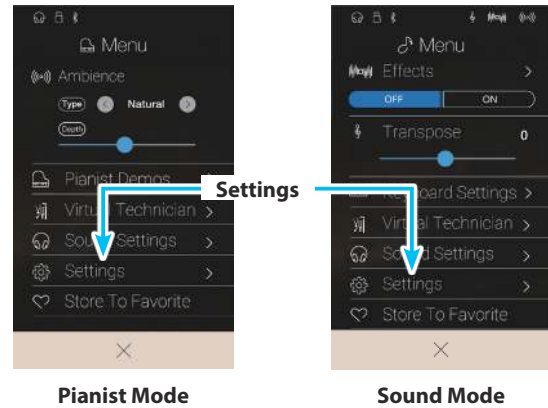 Menu
Ambience
Type
Natural
Depth
Pianist Demos
Virtual Technician
Sound Settings
Settings
Store To Favorite
Pianist Mode
Settings
Menu
Effects
OFF
ON
Transpose
0
Keyboard Settings
Virtual Technician
Sound Settings
Settings
Store To Favorite
Sound Mode